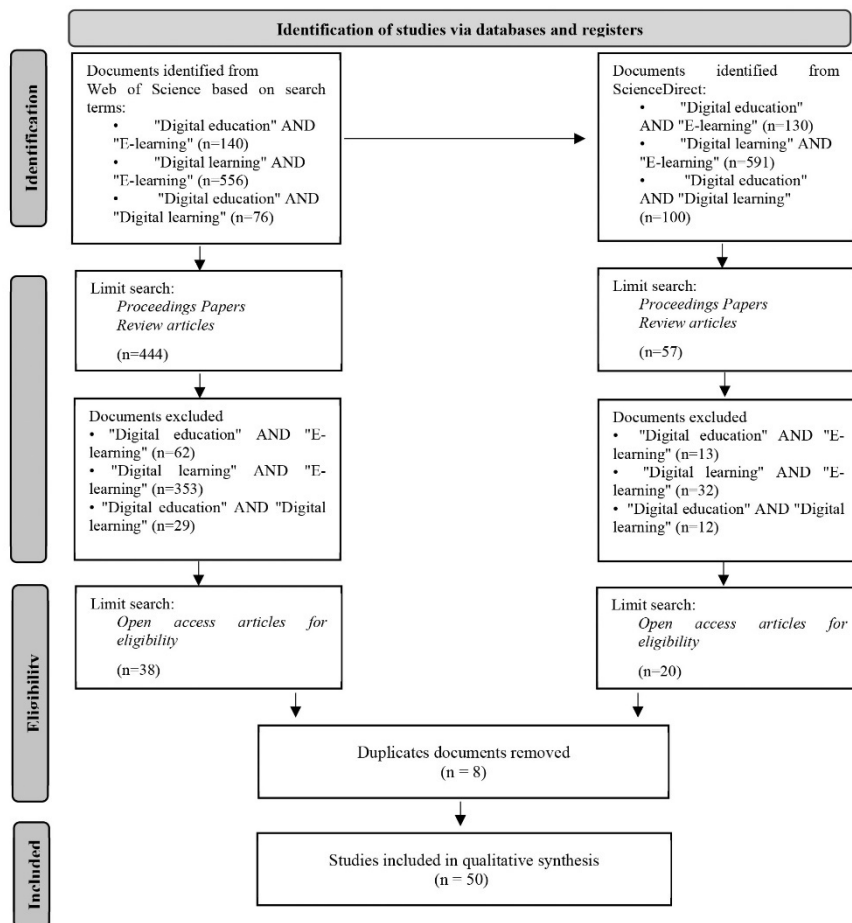 Identification of studies via databases and registers
Identification
Documents identified from
Web of Science based on search
terms:
• "Digital education" AND
"E-learning" (n=140)
• "Digital learning" AND
"E-learning" (n=556)
• "Digital education" AND
"Digital learning" (n=76)
Documents identified from
ScienceDirect:
• "Digital education"
AND "E-learning" (n=130)
• "Digital learning" AND
"E-learning" (n=591)
• "Digital education"
AND "Digital learning"
(n=100)
Limit search:
Proceedings Papers
Review articles
(n=444)
Limit search:
Proceedings Papers
Review articles
(n=57)
Documents excluded
• "Digital education" AND "E-
learning" (n=62)
• "Digital learning" AND "E-
learning" (n=353)
• "Digital education" AND "Digital
learning" (n=29)
Documents excluded
• "Digital education" AND "E-
learning" (n=13)
• "Digital learning" AND "E-
learning" (n=32)
• "Digital education" AND "Digital
learning" (n=12)
Eligibility
Limit search:
Open access articles for
eligibility
(n=38)
Limit search:
Open access articles for
eligibility
(n=20)
Duplicates documents removed
(n = 8)
Included
Studies included in qualitative synthesis
(n = 50)